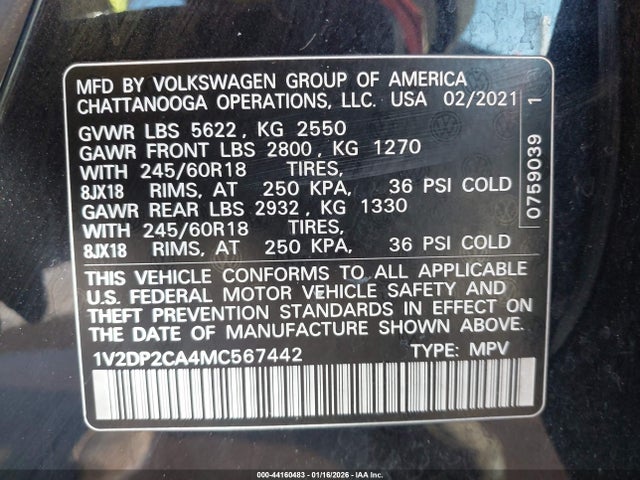 MFD BY VOLKSWAGEN GROUP OF AMERICA
CHATTANOOGA OPERATIONS, LLC. USA 02/2021
GVWR LBS 5622, KG 2550
GAWR FRONT LBS 2800, KG 1270
WITH 245/60R18 TIRES,
8JX18 RIMS, AT 250 KPA, 36 PSI COLD
GAWR REAR LBS 2932, KG 1330
WITH 245/60R18 TIRES,
8JX18 RIMS, AT 250 KPA, 36 PSI COLD
THIS VEHICLE CONFORMS TO ALL APPLICABLE
U.S. FEDERAL MOTOR VEHICLE SAFETY AND
THEFT PREVENTION STANDARDS IN EFFECT ON
THE DATE OF MANUFACTURE SHOWN ABOVE.
1V2DP2CA4MC567442 TYPE: MPV
0759039 1
000-44160483 - 01/16/2026 - IAA Inc.